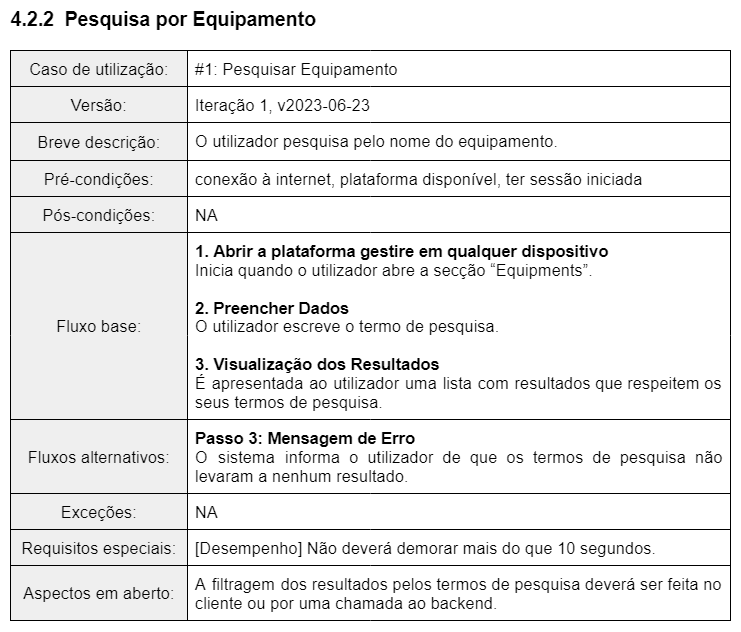 4.2.2 Pesquisa por Equipamento
Caso de utilização: #1: Pesquisar Equipamento
Versão: Iteração 1, v2023-06-23
Breve descrição: O utilizador pesquisa pelo nome do equipamento.
Pré-condições: conexão à internet, plataforma disponível, ter sessão iniciada
Pós-condições: NA
Fluxo base:
1. Abrir a plataforma gestire em qualquer dispositivo
Inicia quando o utilizador abre a secção “Equipments”.
2. Preencher Dados
O utilizador escreve o termo de pesquisa.
3. Visualização dos Resultados
É apresentada ao utilizador uma lista com resultados que respeitem os
seus termos de pesquisa.
Fluxos alternativos:
Passo 3: Mensagem de Erro
O sistema informa o utilizador de que os termos de pesquisa não
levaram a nenhum resultado.
Exceções: NA
Requisitos especiais: [Desempenho] Não deverá demorar mais do que 10 segundos.
Aspectos em aberto:
A filtragem dos resultados pelos termos de pesquisa deverá ser feita no
cliente ou por uma chamada ao backend.